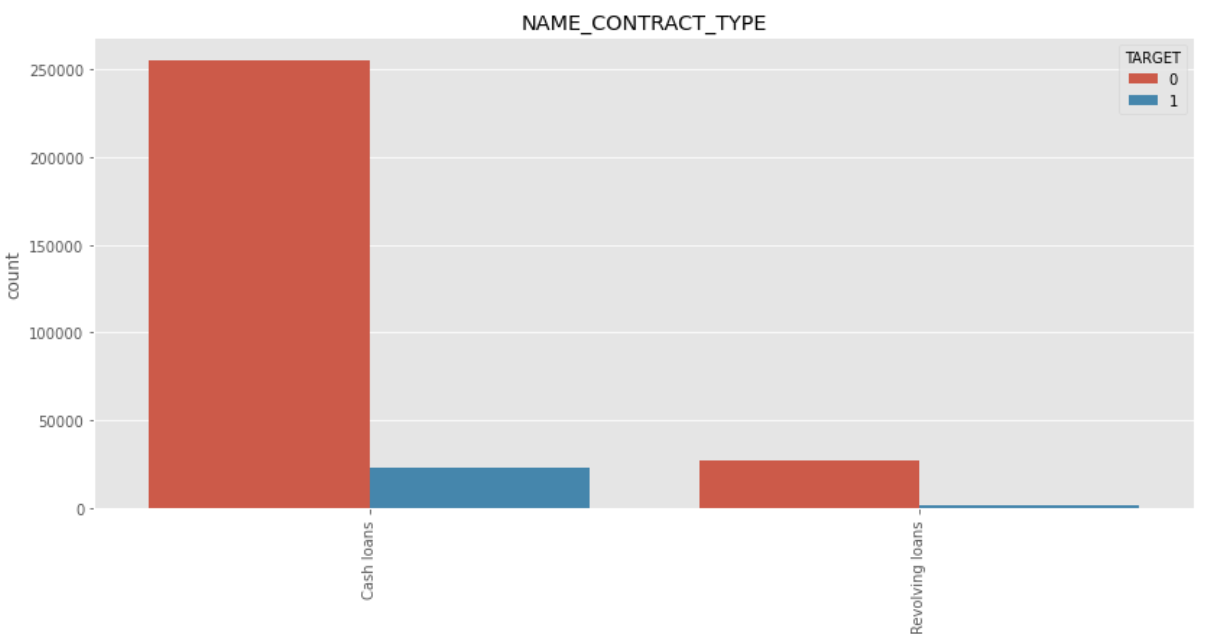 NAME_CONTRACT_TYPE
TARGET
0
1
250000
200000
150000
100000
50000
0
count
Cash loans
Revolving loans